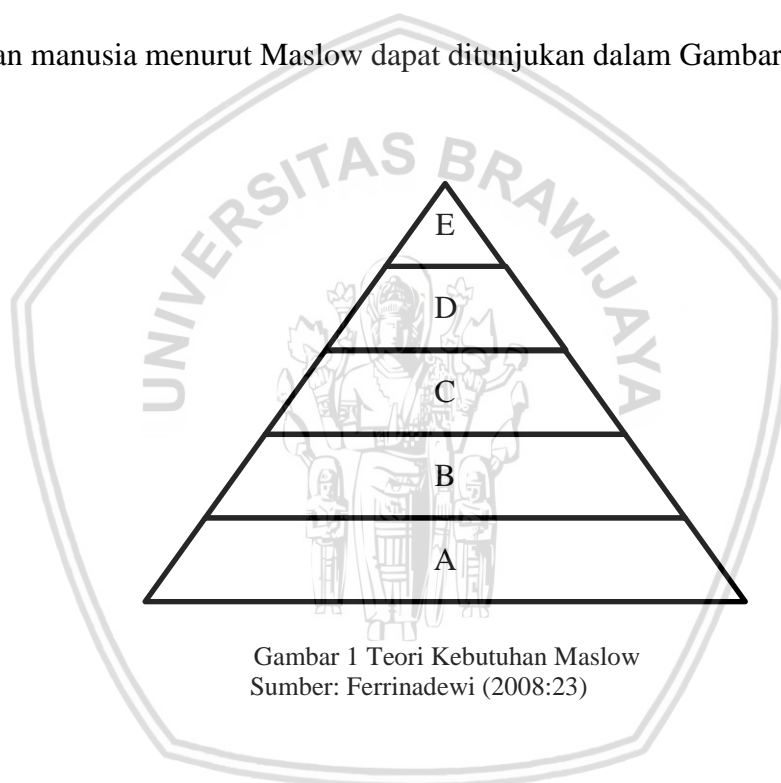 an manusia menurut Maslow dapat ditunjukan dalam Gambar
UNIVERSITAS BRAWIJAYA
E
D
C
B
A
Gambar 1 Teori Kebutuhan Maslow
Sumber: Ferrinadewi (2008:23)